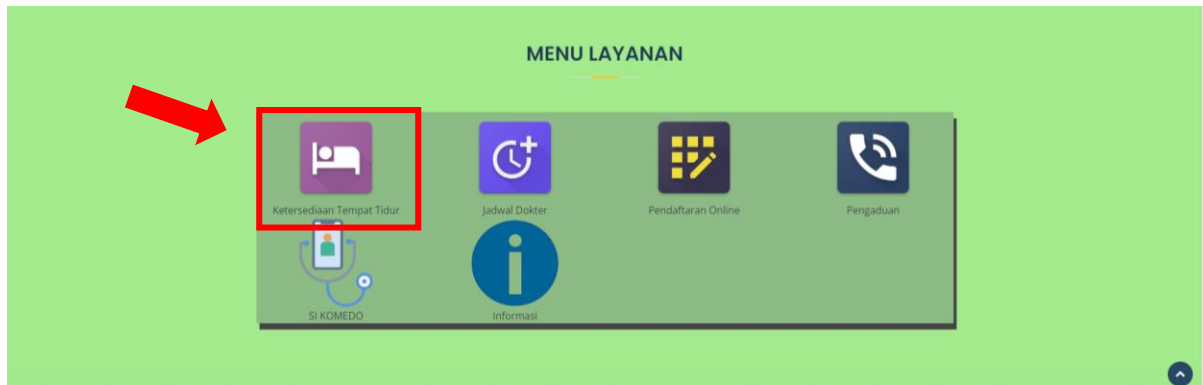 MENU LAYANAN
Ketersediaan Tempat Tidur
Jadwal Dokter
Pendaftaran Online
Pengaduan
SI KOMEDO
Informasi